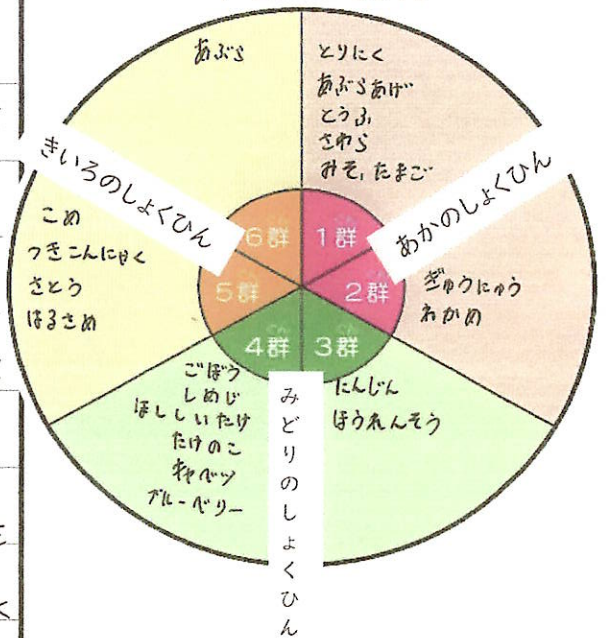 あぶら
とりにく
あぶらあげ
とうふ
さわら
みそ、たまご
きいろのしょくひん
あかのしょくひん
こめ
つきこんにゃく
さとう
はるさめ
6群
1群
5群
2群
4群
3群
ぎゅうにゅう
わかめ
ごぼう
しめじ
ほししいたけ
たけのこ
キャベツ
ブルーベリー
にんじん
ほうれんそう
みどりのしょくひん